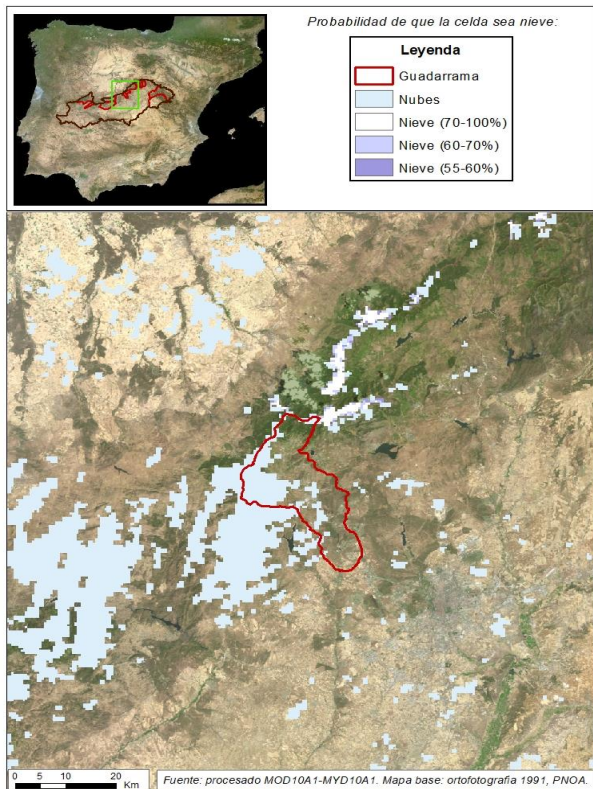 Probabilidad de que la celda sea nieve:
Leyenda
Guadarrama
Nubes
Nieve (70-100%)
Nieve (60-70%)
Nieve (55-60%)
0 5 10 20
Km
Fuente: procesado MOD10A1-MYD10A1. Mapa base: ortofotografia 1991, PNOA.